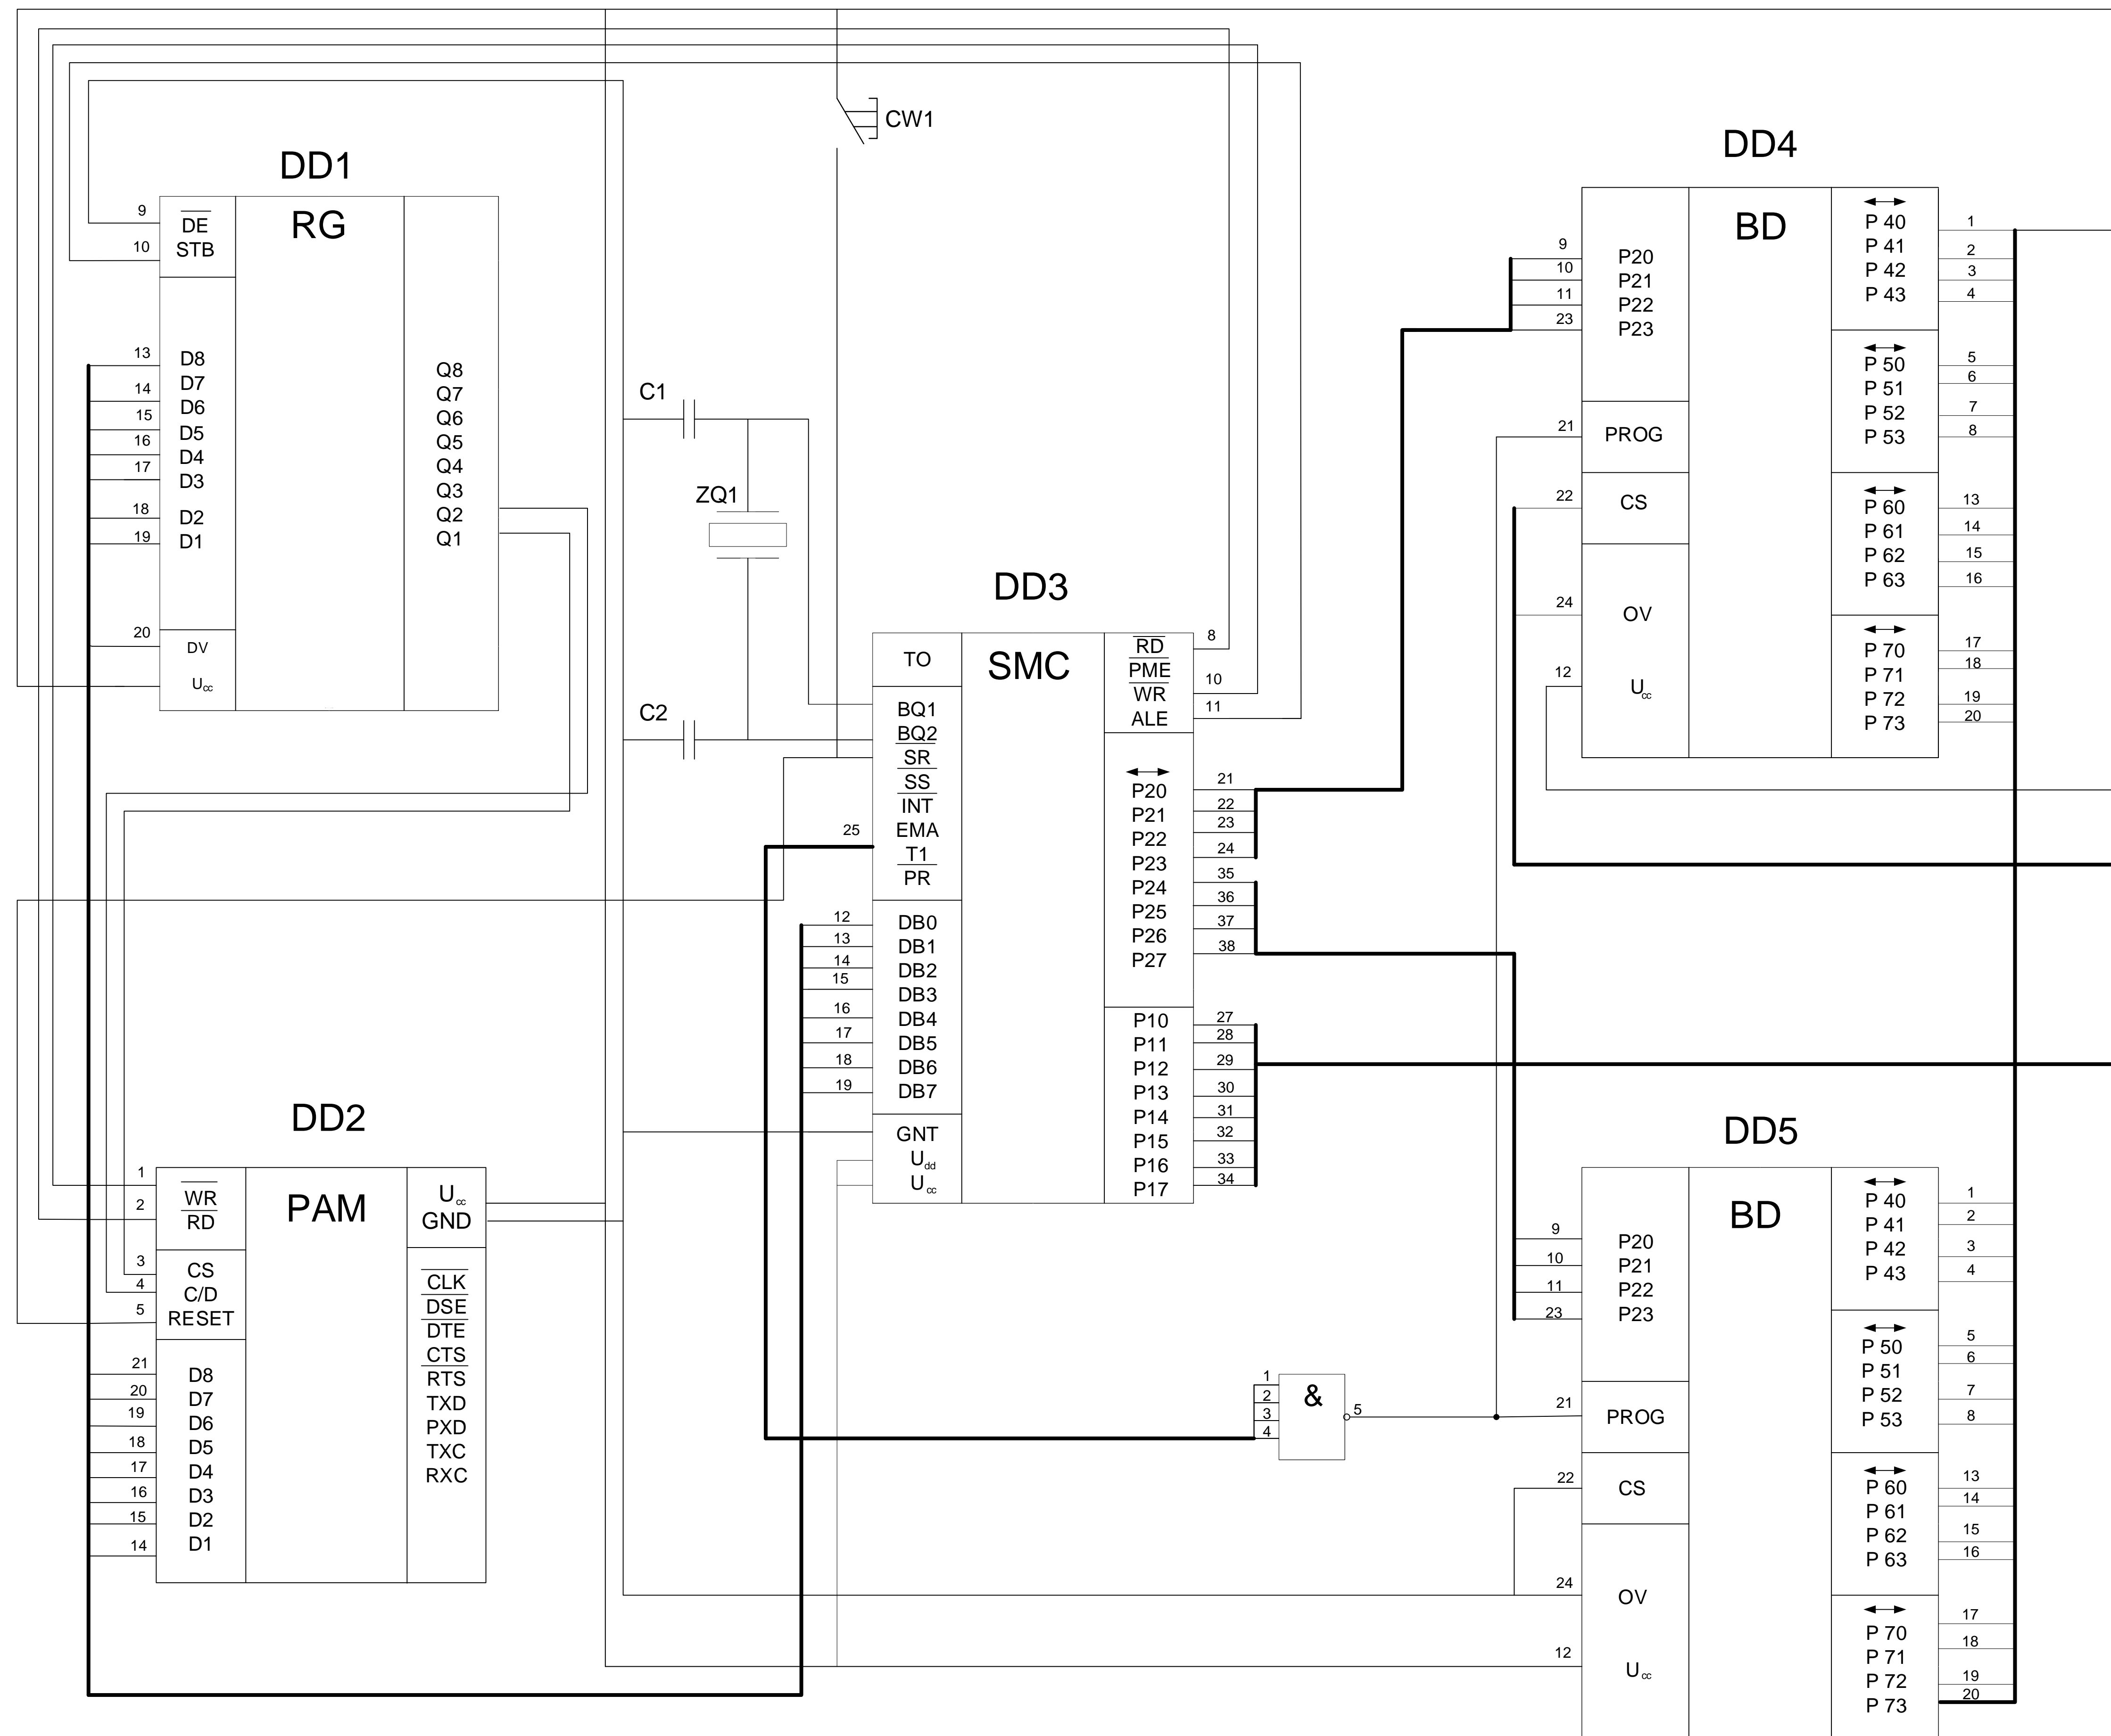 CW1
DD1
RG
9
10
DE
STB
13
14
15
16
17
18
19
D8
D7
D6
D5
D4
D3
D2
D1
20
DV
Ucc
Q8
Q7
Q6
Q5
Q4
Q3
Q2
Q1
C1
ZQ1
C2
DD2
PAM
1
2
WR
RD
3
4
5
CS
C/D
RESET
21
20
19
18
17
16
15
14
D8
D7
D6
D5
D4
D3
D2
D1
Ucc
GND
CLK
DSE
DTE
CTS
RTS
TXD
PXD
TXC
RXC
DD3
SMC
TO
BQ1
BQ2
SR
SS
INT
25
EMA
T1
PR
12
13
14
15
16
17
18
19
DB0
DB1
DB2
DB3
DB4
DB5
DB6
DB7
GNT
Udd
Ucc
RD
PME
WR
ALE
8
10
11
P20
P21
P22
P23
P24
P25
P26
P27
21
22
23
24
35
36
37
38
P10
P11
P12
P13
P14
P15
P16
P17
27
28
29
30
31
32
33
34
1
2
3
4
&
5
DD4
BD
9
10
11
23
P20
P21
P22
P23
21
PROG
22
CS
24
OV
12
Ucc
P 40
P 41
P 42
P 43
1
2
3
4
P 50
P 51
P 52
P 53
5
6
7
8
P 60
P 61
P 62
P 63
13
14
15
16
P 70
P 71
P 72
P 73
17
18
19
20
DD5
BD
9
10
11
23
P20
P21
P22
P23
21
PROG
22
CS
24
OV
12
Ucc
P 40
P 41
P 42
P 43
1
2
3
4
P 50
P 51
P 52
P 53
5
6
7
8
P 60
P 61
P 62
P 63
13
14
15
16
P 70
P 71
P 72
P 73
17
18
19
20